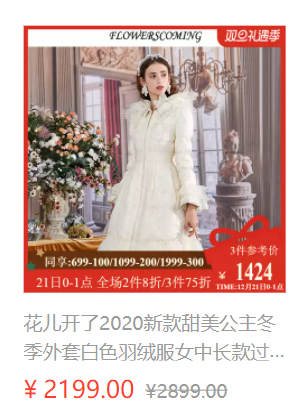 FLOWERSCOMING
双旦礼遇季
同享:699-100/1099-200/1999-300
21日0-1点 全场2件8折/3件75折
3件参考价
¥ 1424
TIME:12月21日0-1点
花儿开了2020新款甜美公主冬
季外套白色羽绒服女中长款过...
¥ 2199.00 ¥2899.00